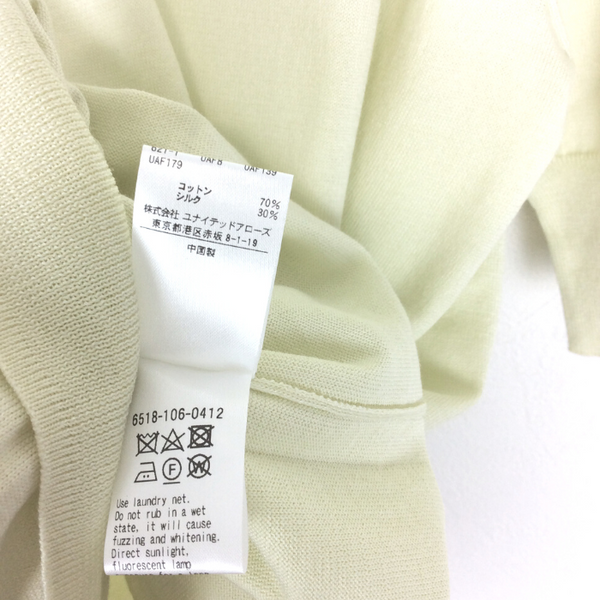 UAF179 UAF8 UAF139
コットン 70%
シルク 30%
株式会社 ユナイテッドアローズ
東京都港区赤坂 8-1-19
中国製
6518-106-0412
F
W
Use laundry net.
Do not rub in a wet
state, it will cause
fuzzing and whitening.
Direct sunlight,
fluorescent lamp